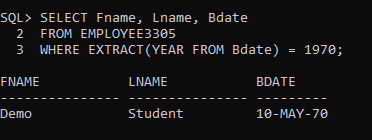 SQL> SELECT Fname, Lname, Bdate
  2  FROM EMPLOYEE3305
  3  WHERE EXTRACT(YEAR FROM Bdate) = 1970;
FNAME           LNAME           BDATE
--------------- --------------- ---------
Demo            Student         10-MAY-70